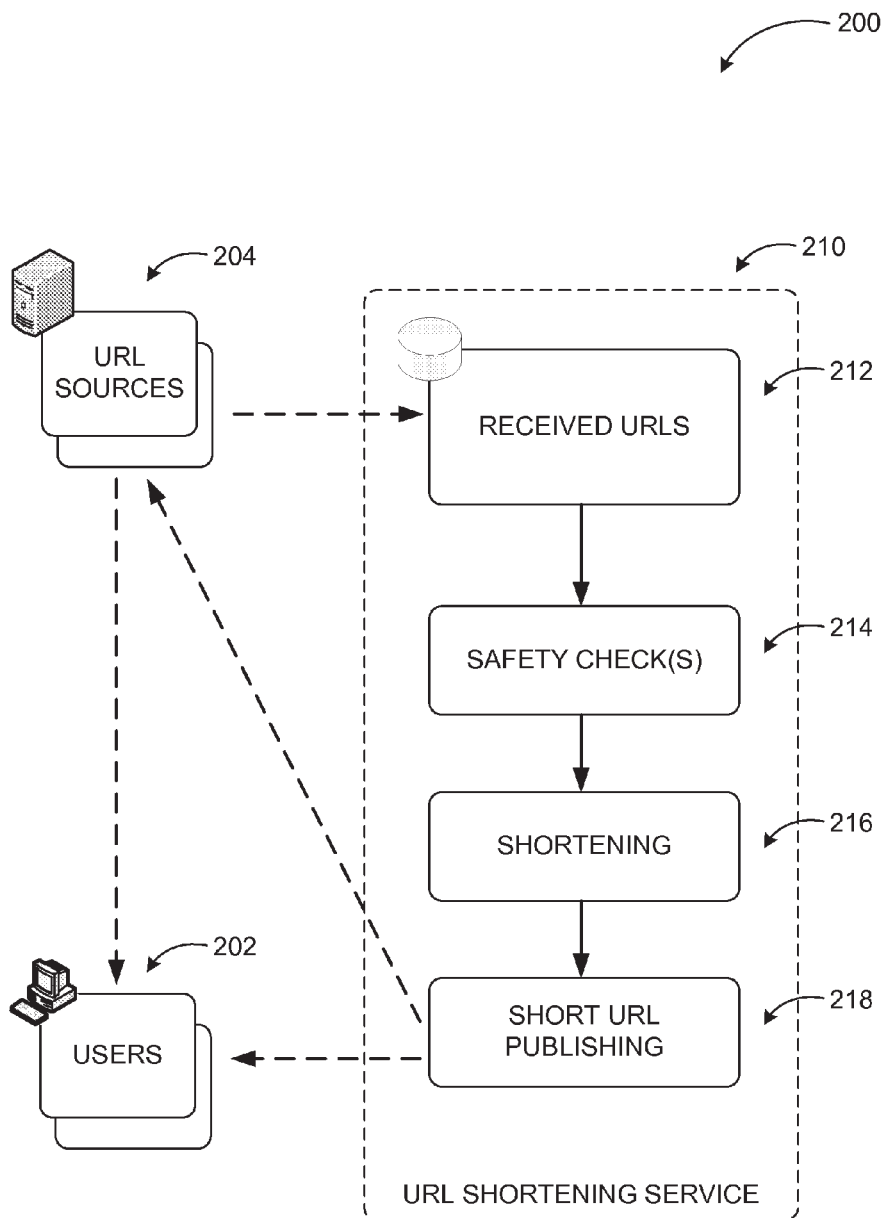 200
210
204
URL
SOURCES
212
RECEIVED URLS
214
SAFETY CHECK(S)
216
SHORTENING
202
USERS
218
SHORT URL
PUBLISHING
URL SHORTENING SERVICE